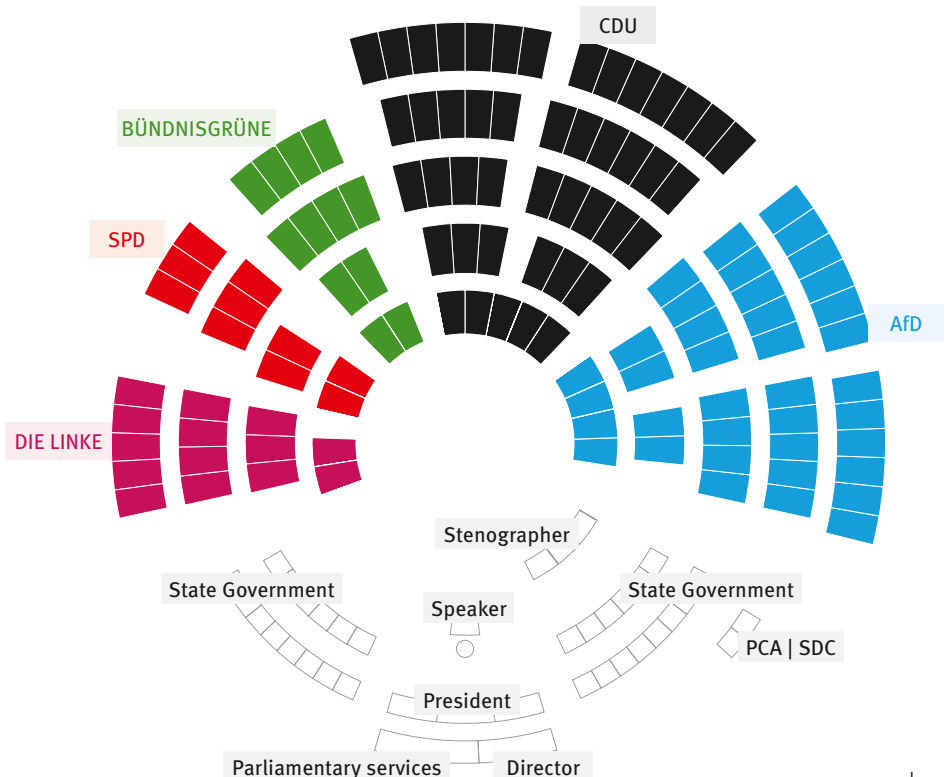 CDU
BÜNDNISGRÜNE
SPD
AfD
DIE LINKE
Stenographer
State Government
State Government
Speaker
PCA | SDC
President
Parliamentary services
Director